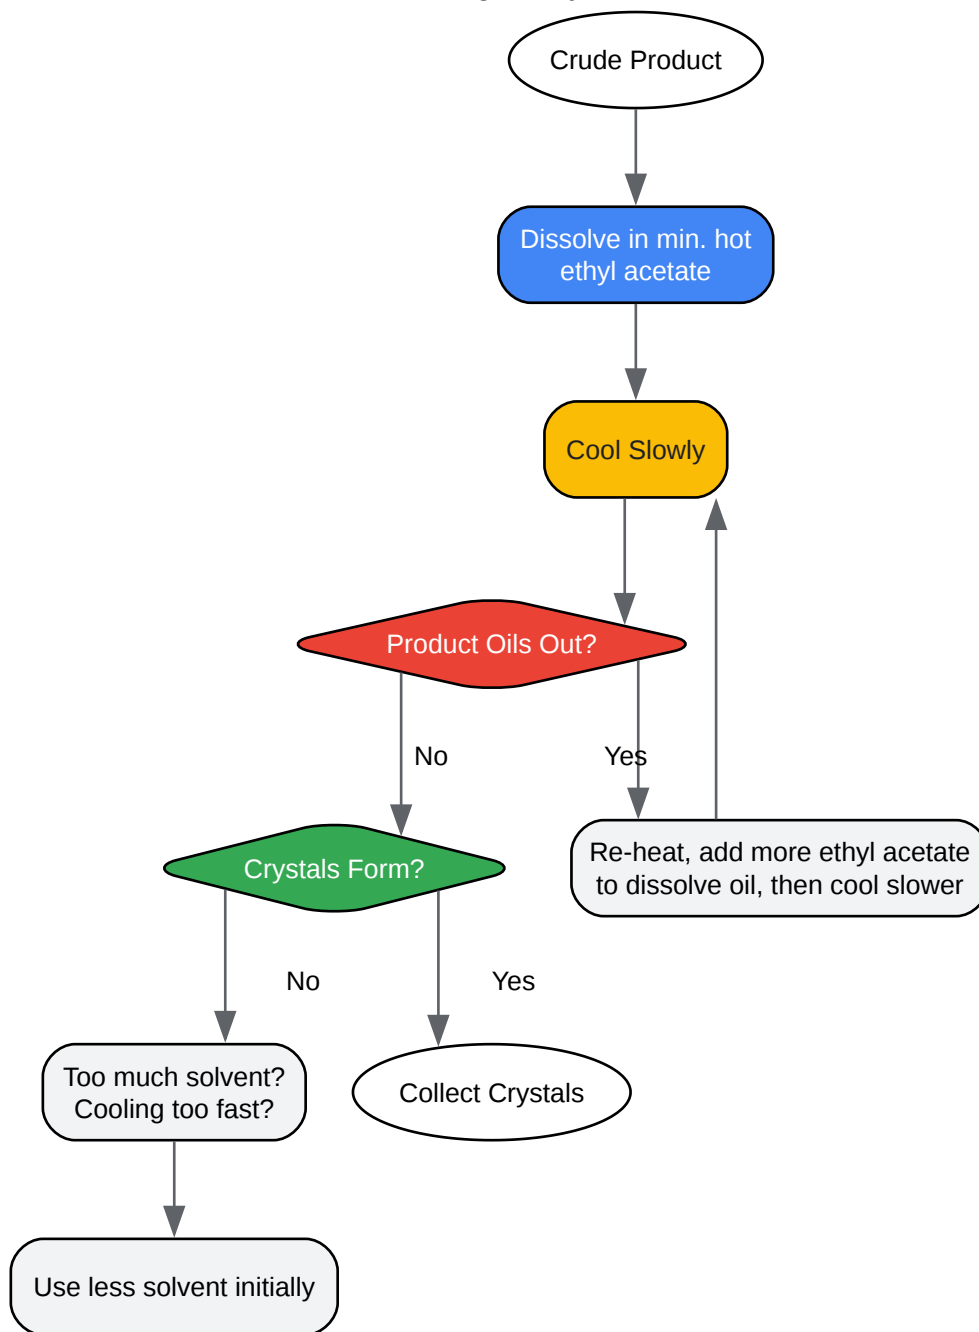 Crude Product
Dissolve in min. hot
ethyl acetate
Cool Slowly
Product Oils Out?
No
Yes
Crystals Form?
Re-heat, add more ethyl acetate
to dissolve oil, then cool slower
No
Yes
Too much solvent?
Cooling too fast?
Collect Crystals
Use less solvent initially